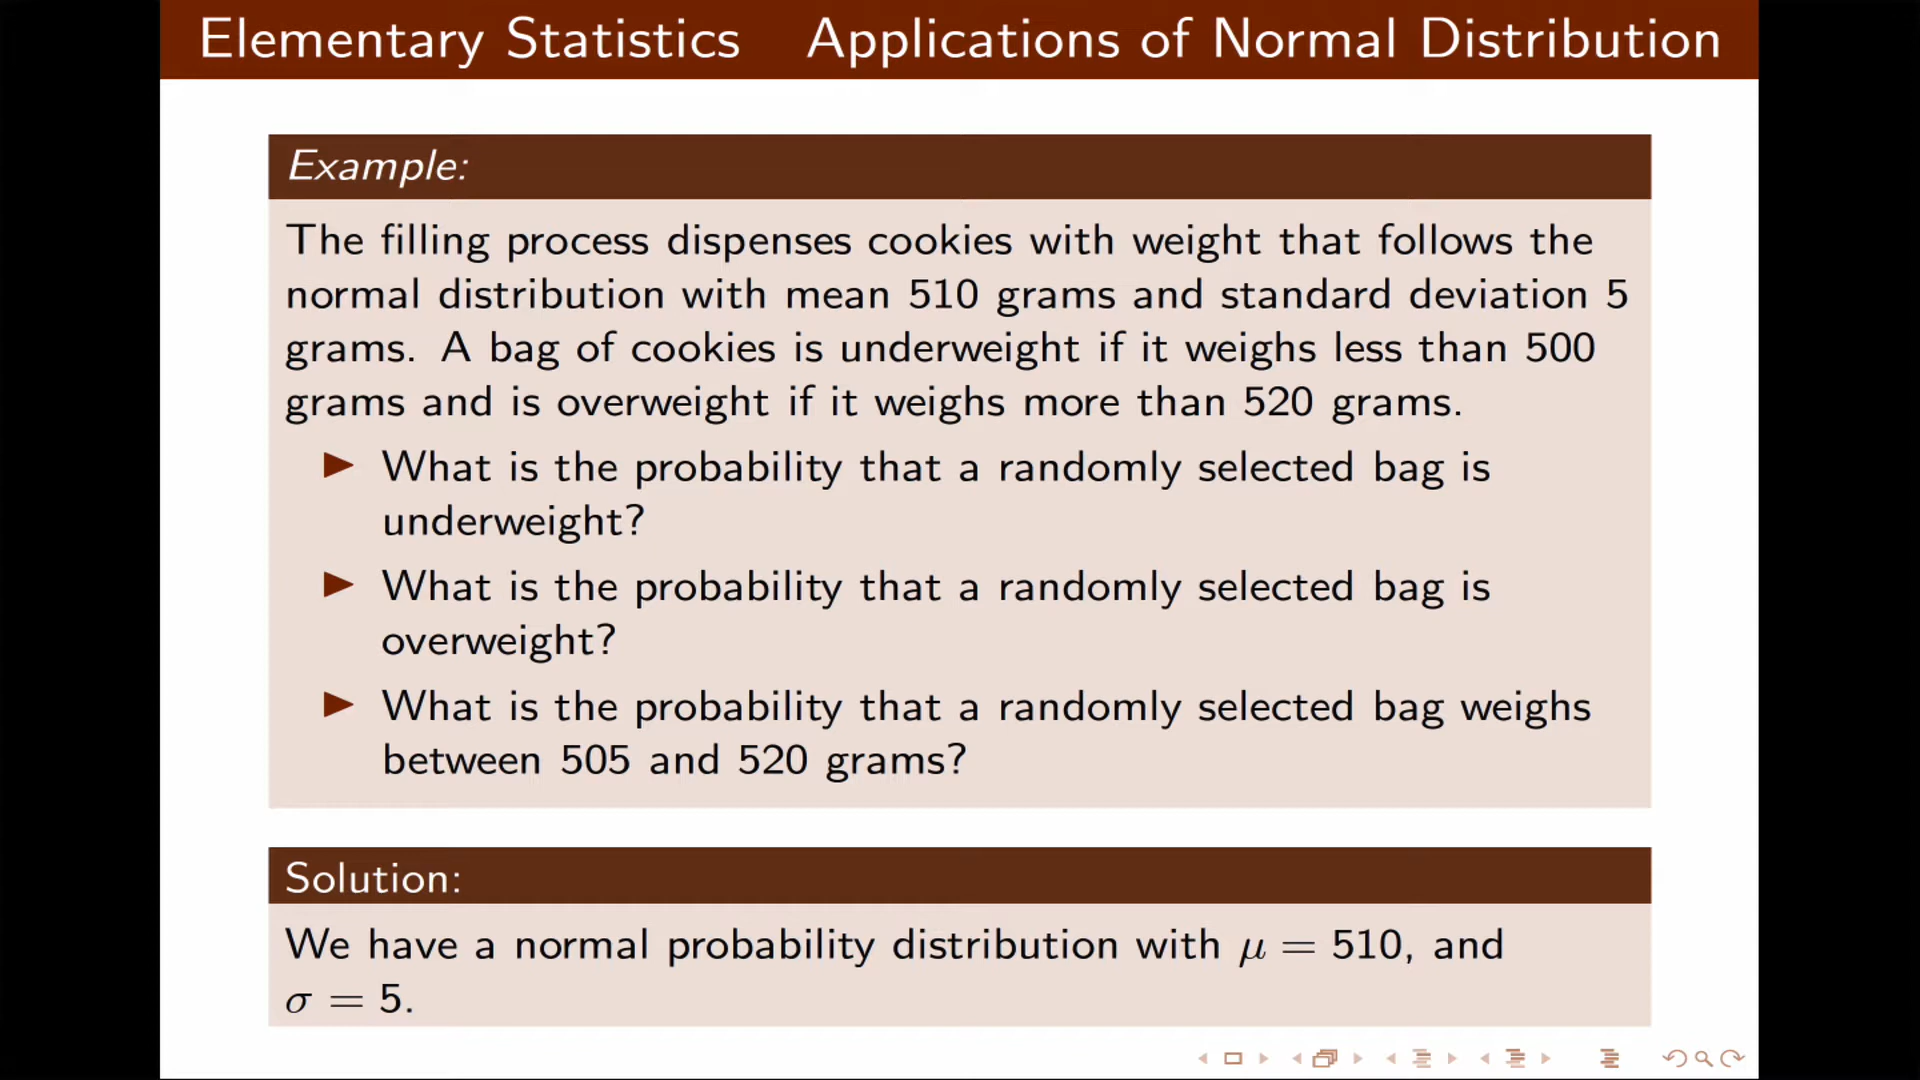 Elementary Statistics Applications of Normal Distribution
Example:
The filling process dispenses cookies with weight that follows the
normal distribution with mean 510 grams and standard deviation 5
grams. A bag of cookies is underweight if it weighs less than 500
grams and is overweight if it weighs more than 520 grams.
What is the probability that a randomly selected bag is
underweight?
What is the probability that a randomly selected bag is
overweight?
What is the probability that a randomly selected bag weighs
between 505 and 520 grams?
Solution:
We have a normal probability distribution with μ = 510, and
σ = 5.